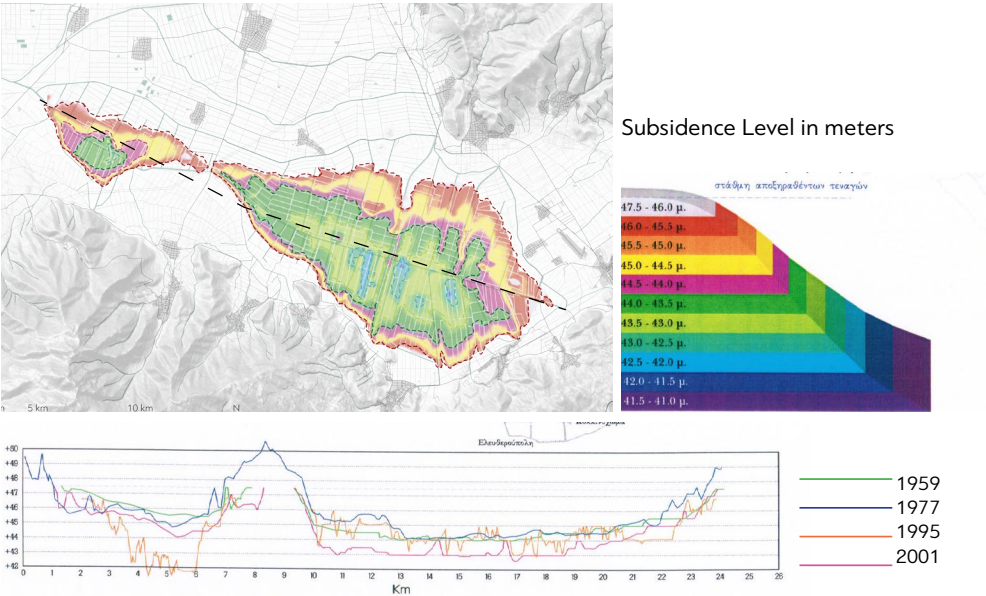 Subsidence Level in meters
στάθμη αποξηραθέντων τεναγών
47.5 - 46.0 μ.
46.0 - 45.5 μ.
45.5 - 45.0 μ.
45.0 - 44.5 μ.
44.5 - 44.0 μ.
44.0 - 43.5 μ.
43.5 - 43.0 μ.
43.0 - 42.5 μ.
42.5 - 42.0 μ.
42.0 - 41.5 μ.
41.5 - 41.0 μ.
5 km 10 km N
Ελευθερούπολη
+50
+49
+48
+47
+46
+45
+44
+43
+42
0 1 2 3 4 5 6 7 8 9 10 11 12 13 14 15 16 17 18 19 20 21 22 23 24 25 26
Km
1959
1977
1995
2001